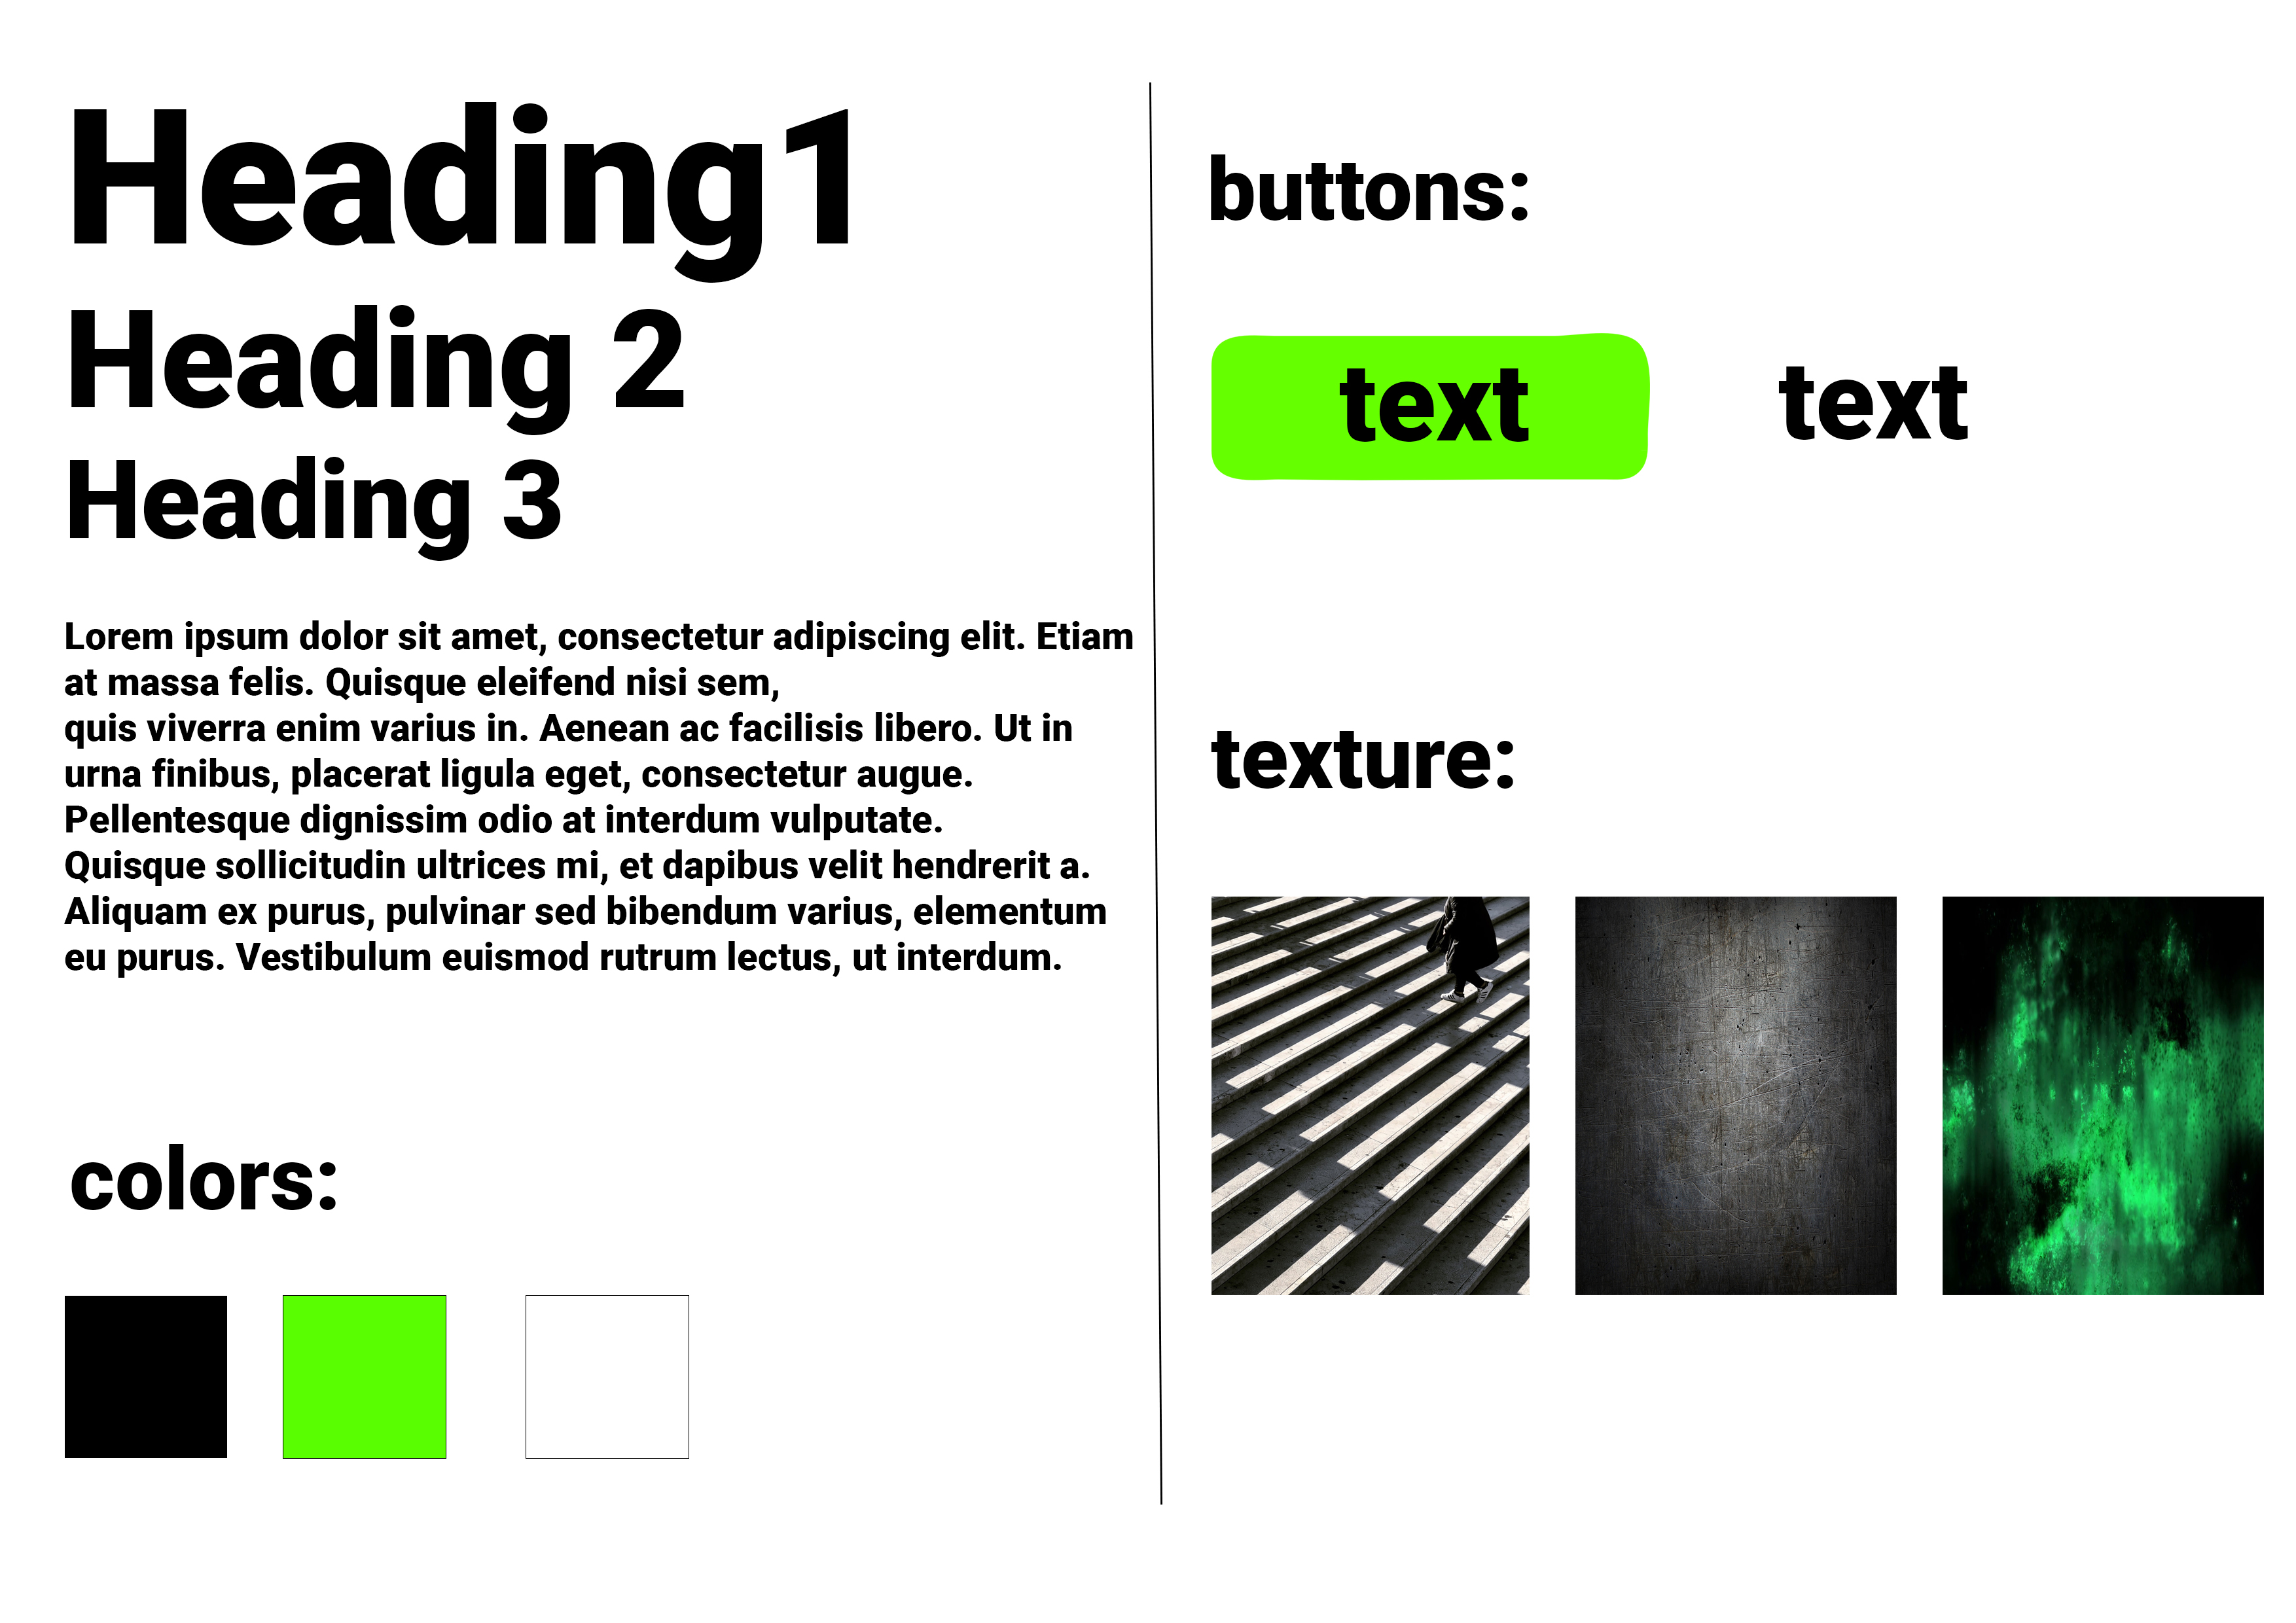 Heading1
Heading 2
Heading 3
Lorem ipsum dolor sit amet, consectetur adipiscing elit. Etiam
at massa felis. Quisque eleifend nisi sem,
quis viverra enim varius in. Aenean ac facilisis libero. Ut in
urna finibus, placerat ligula eget, consectetur augue.
Pellentesque dignissim odio at interdum vulputate.
Quisque sollicitudin ultrices mi, et dapibus velit hendrerit a.
Aliquam ex purus, pulvinar sed bibendum varius, elementum
eu purus. Vestibulum euismod rutrum lectus, ut interdum.
colors:
buttons:
text
text
texture: